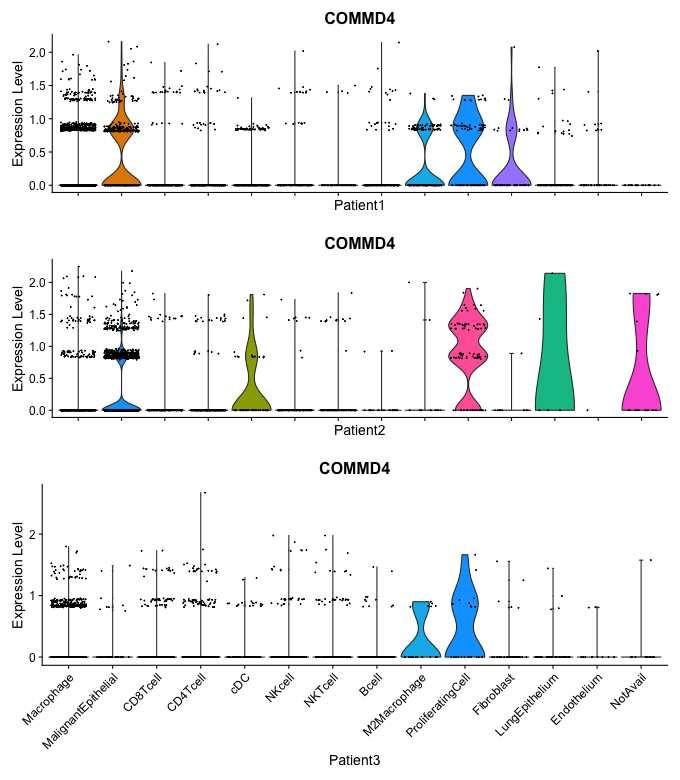 COMMD4
Expression Level
2.0
1.5
1.0
0.5
0.0
Patient1
COMMD4
Expression Level
2.0
1.5
1.0
0.5
0.0
Patient2
COMMD4
Expression Level
2
1
0
Macrophage
MalignantEpithelial
CD8Tcell
CD4Tcell
cDC
NKcell
NKTcell
Bcell
M2Macrophage
ProliferatingCell
Fibroblast
LungEpithelium
Endothelium
NotAvail
Patient3